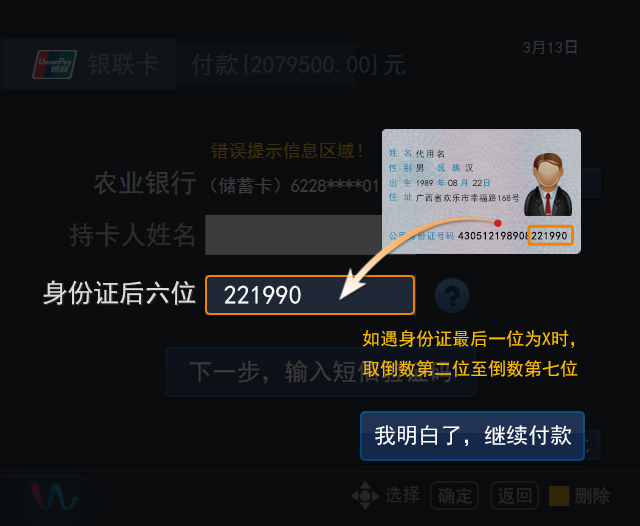 3月13日
UnionPay
银联
银联卡
付款{2079500.00}元
错误提示信息区域！
农业银行（储蓄卡）6228****01
姓 名 代用名
性 别 男 民 族 汉
出 生 1989 年 08 月 22日
住 址 广西省欢乐市幸福路168号
公民身份证号码 430512198908221990
持卡人姓名
身份证后六位 221990
?
如遇身份证最后一位为X时，
取倒数第二位至倒数第七位
下一步，输入短信验证码
我明白了，继续付款
选择 确定 返回 删除